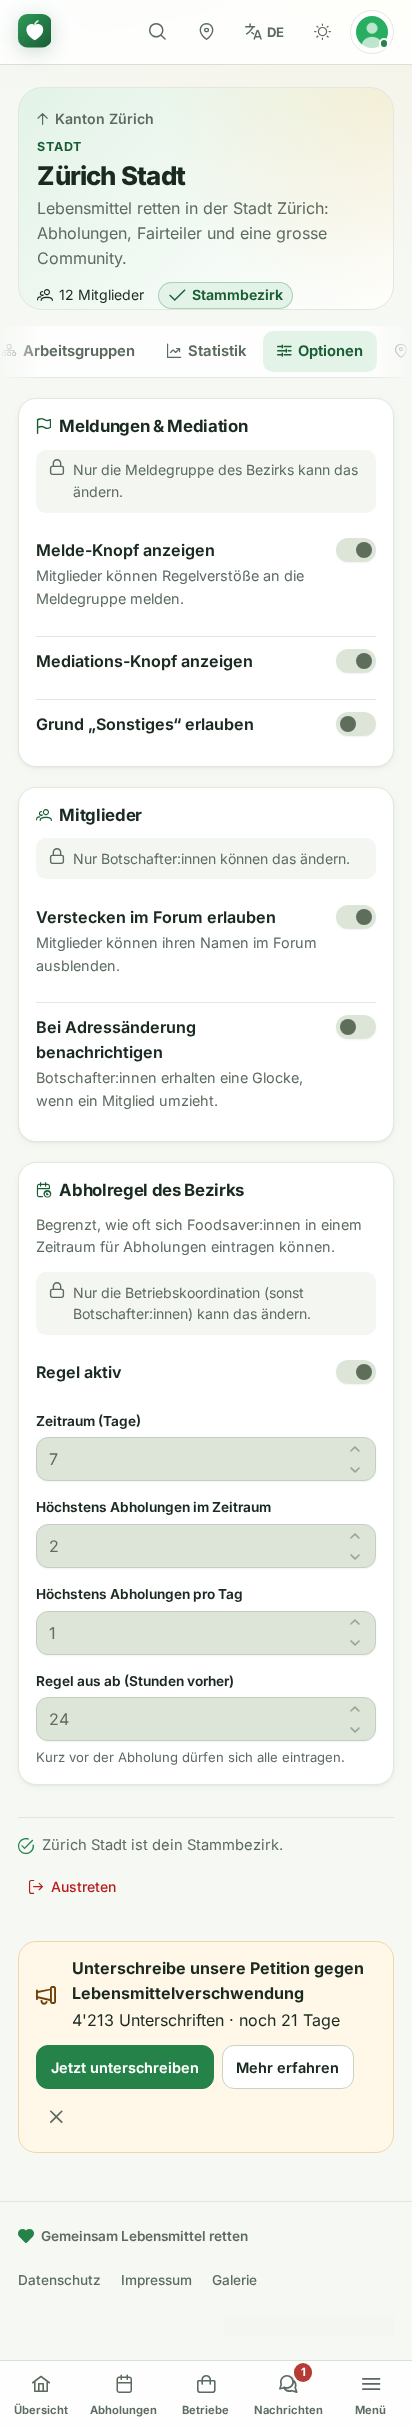 DE
Kanton Zürich
STADT
Zürich Stadt
Lebensmittel retten in der Stadt Zürich:
Abholungen, Fairteiler und eine grosse
Community.
12 Mitglieder
Stammbezirk
Arbeitsgruppen
Statistik
Optionen
Meldungen & Mediation
Nur die Meldegruppe des Bezirks kann das
ändern.
Melde-Knopf anzeigen
Mitglieder können Regelverstöße an die
Meldegruppe melden.
Mediations-Knopf anzeigen
Grund „Sonstiges“ erlauben
Mitglieder
Nur Botschafter:innen können das ändern.
Verstecken im Forum erlauben
Mitglieder können ihren Namen im Forum
ausblenden.
Bei Adressänderung
benachrichtigen
Botschafter:innen erhalten eine Glocke,
wenn ein Mitglied umzieht.
Abholregel des Bezirks
Begrenzt, wie oft sich Foodsaver:innen in einem
Zeitraum für Abholungen eintragen können.
Nur die Betriebskoordination (sonst
Botschafter:innen) kann das ändern.
Regel aktiv
Zeitraum (Tage)
7
Höchstens Abholungen im Zeitraum
2
Höchstens Abholungen pro Tag
1
Regel aus ab (Stunden vorher)
24
Kurz vor der Abholung dürfen sich alle eintragen.
Zürich Stadt ist dein Stammbezirk.
Austreten
Unterschreibe unsere Petition gegen
Lebensmittelverschwendung
4'213 Unterschriften · noch 21 Tage
Jetzt unterschreiben
Mehr erfahren
Gemeinsam Lebensmittel retten
Datenschutz
Impressum
Galerie
1
Übersicht
Abholungen
Betriebe
Nachrichten
Menü